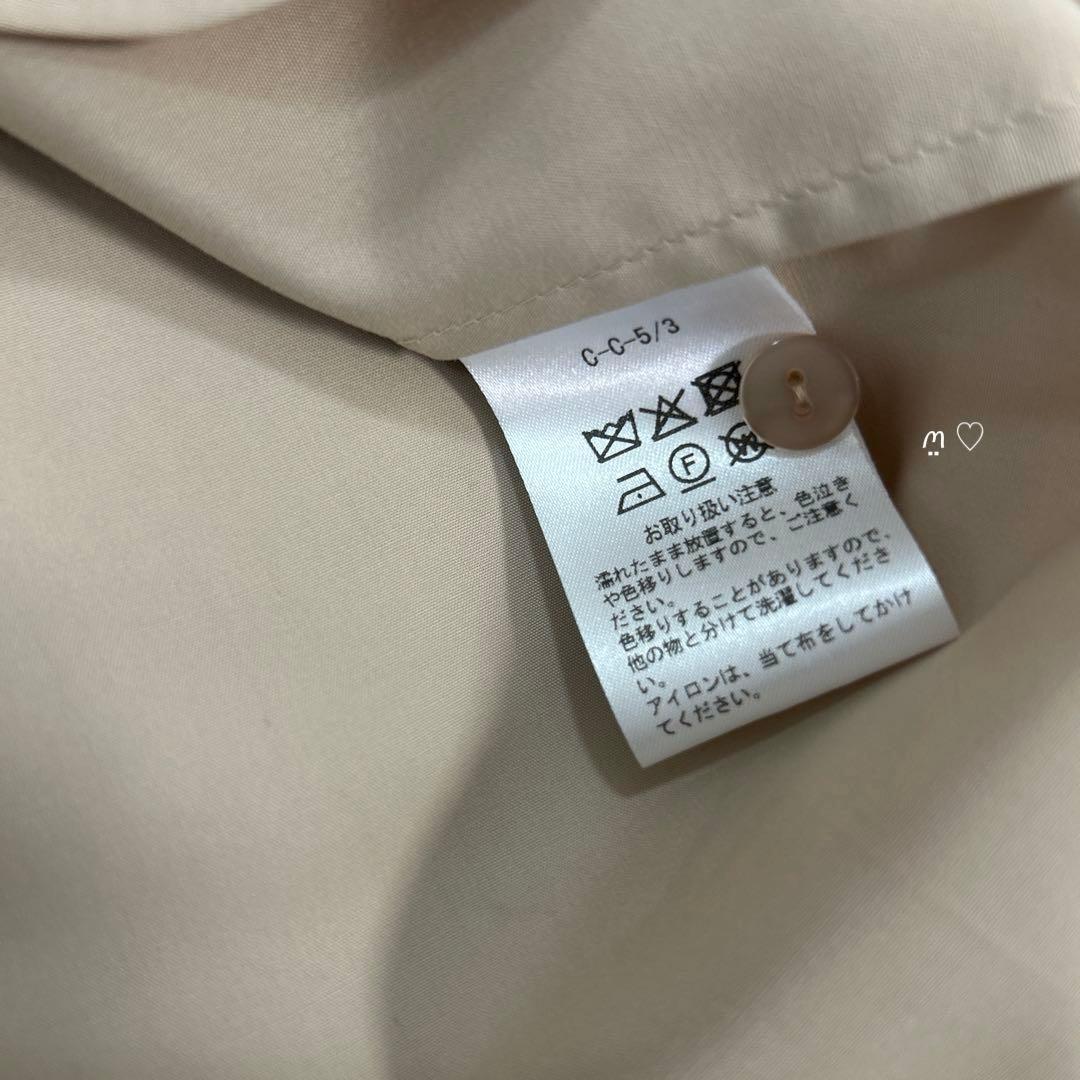 C-C-5/3
F
W
お取り扱い注意
濡れたまま放置すると、色泣き
や色移りしますので、ご注意く
ださい。
色移りすることがありますので、
他の物と分けて洗濯してくださ
い。
アイロンは、当て布をしてかけ
てください。